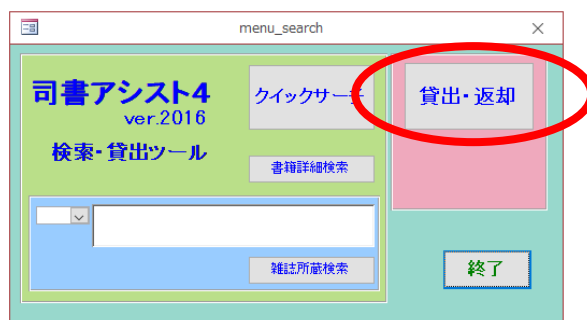 menu_search
司書アシスト4
ver.2016
検索・貸出ツール
クイックサーチ
書籍詳細検索
貸出・返却
雑誌所蔵検索
終了